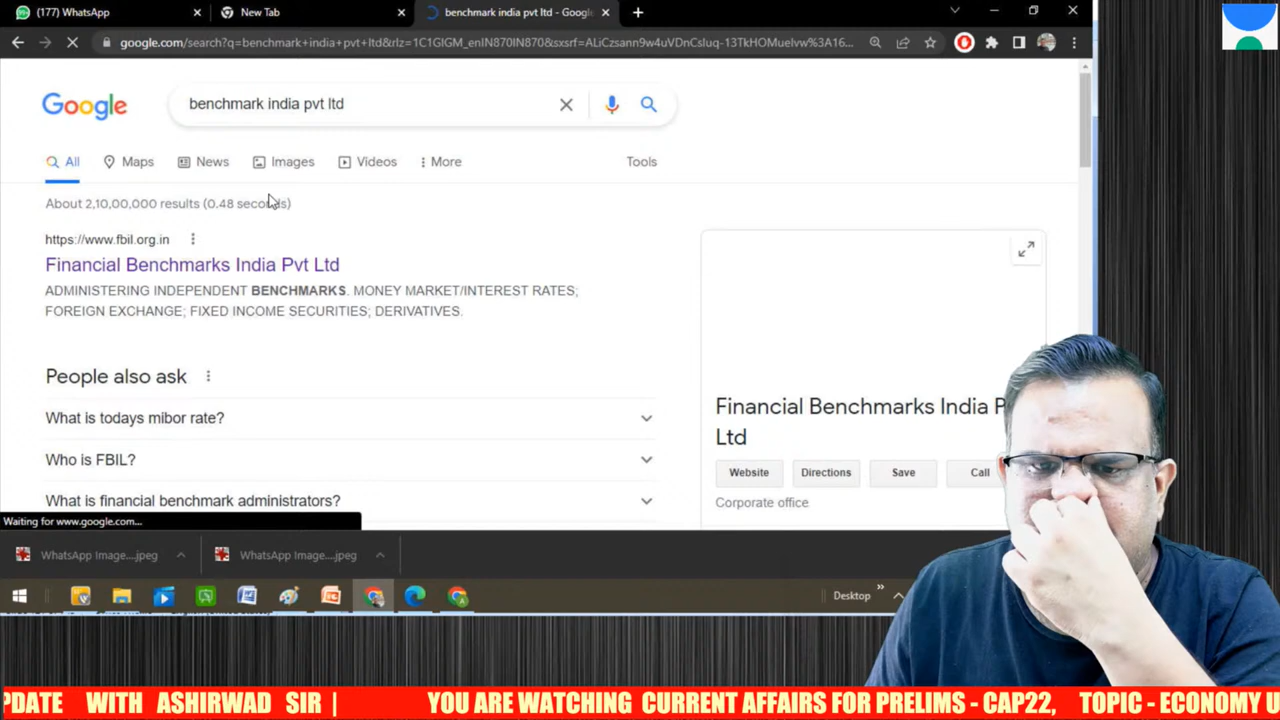 (177) WhatsApp
New Tab
benchmark india pvt ltd - Goog
google.com/search?q=benchmark+india+pvt+ltd&rlz=1C1GIGM_enIN870IN870&sxsrf=ALiCzsann9w4uVDnCsluq-13TkHOMuelvw%3A16...
Google
benchmark india pvt ltd
All
Maps
News
Images
Videos
More
Tools
About 2,10,00,000 results (0.48 seconds)
https://www.fbil.org.in
Financial Benchmarks India Pvt Ltd
ADMINISTERING INDEPENDENT BENCHMARKS. MONEY MARKET/INTEREST RATES;
FOREIGN EXCHANGE; FIXED INCOME SECURITIES; DERIVATIVES.
People also ask
What is todays mibor rate?
Who is FBIL?
What is financial benchmark administrators?
Financial Benchmarks India P
Ltd
Website
Directions
Save
Call
Corporate office
Waiting for www.google.com...
WhatsApp Image....jpeg
WhatsApp Image....jpeg
Desktop
PDATE WITH ASHIRWAD SIR | YOU ARE WATCHING CURRENT AFFAIRS FOR PRELIMS - CAP22, TOPIC - ECONOMY U